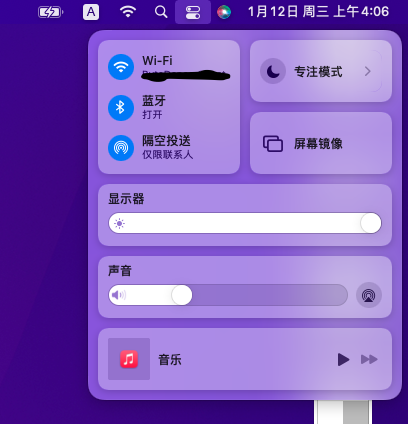 A
1月12日 周三 上午4:06
Wi-Fi
专注模式
蓝牙
打开
隔空投送
仅限联系人
屏幕镜像
显示器
声音
音乐